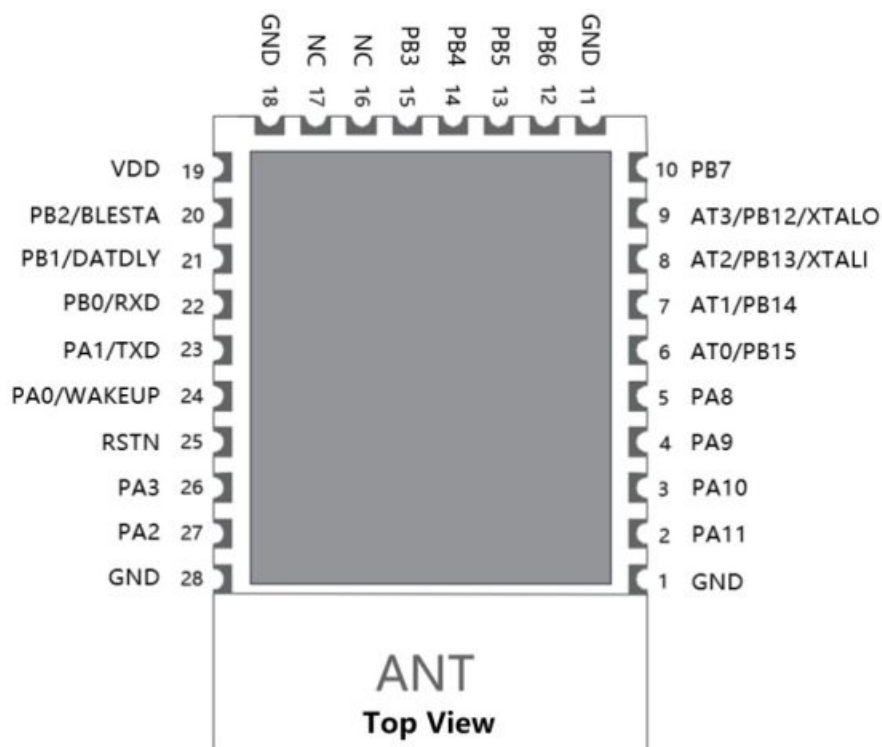 GND NC NC PB3 PB4 PB5 PB6 GND
18 17 16 15 14 13 12 11
VDD 19 10 PB7
PB2/BLESTA 20 9 AT3/PB12/XTALO
PB1/DATDLY 21 8 AT2/PB13/XTALI
PB0/RXD 22 7 AT1/PB14
PA1/TXD 23 6 AT0/PB15
PA0/WAKEUP 24 5 PA8
RSTN 25 4 PA9
PA3 26 3 PA10
PA2 27 2 PA11
GND 28 1 GND
ANT
Top View